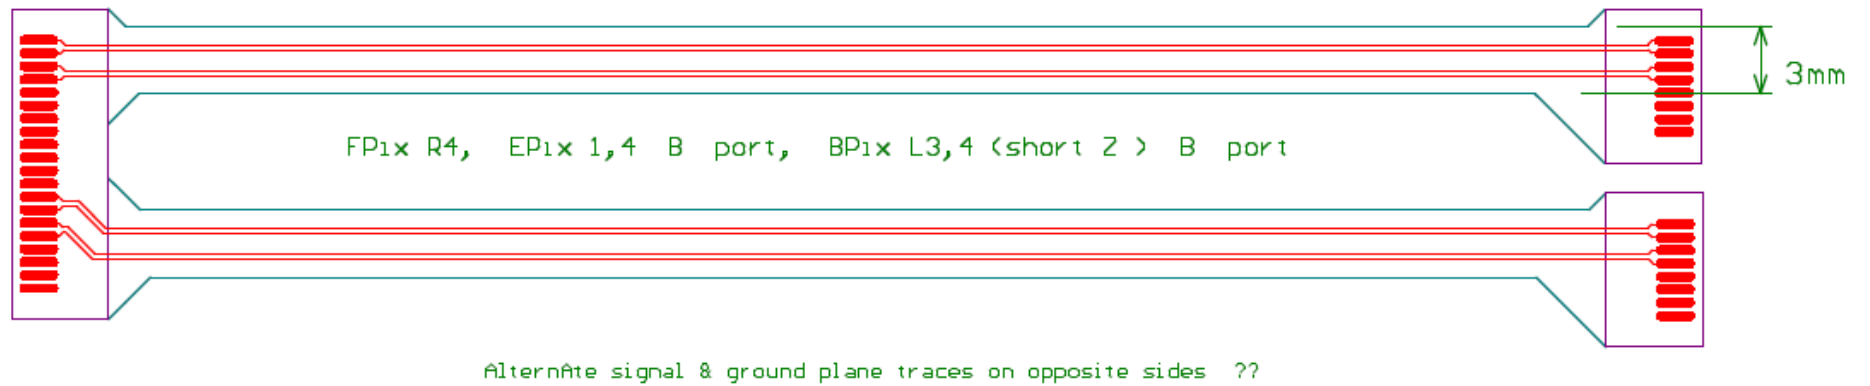 3mm
FPix R4, EPix 1,4 B port, BPix L3,4 (short Z ) B port
AlternAte signal & ground plane traces on opposite sides ??